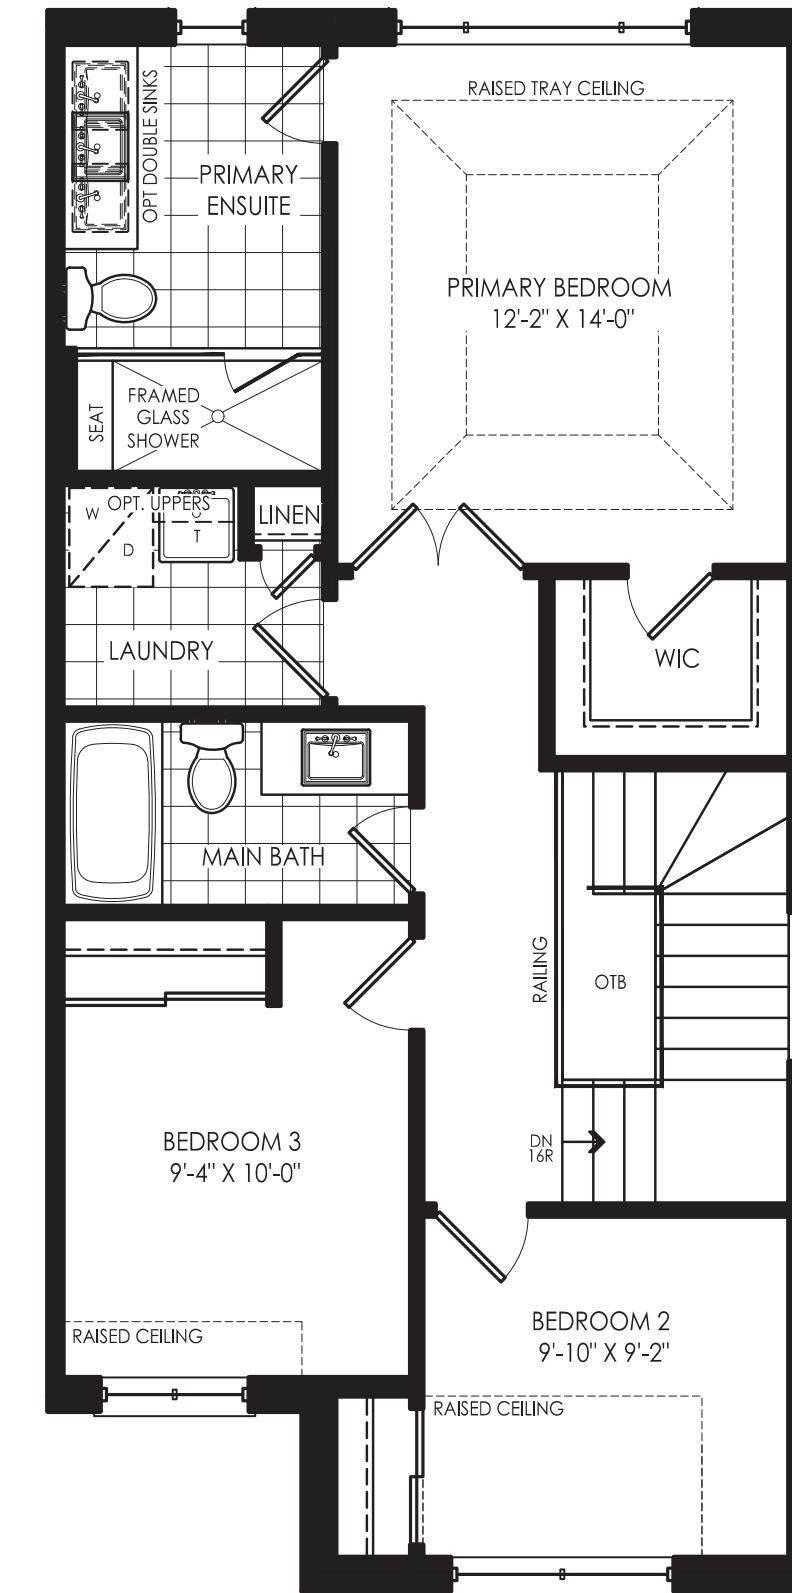 RAISED TRAY CEILING
OPT DOUBLE SINKS
PRIMARY
ENSUITE
PRIMARY BEDROOM
12'-2" X 14'-0"
SEAT
FRAMED
GLASS
SHOWER
OPT. UPPERS
W
D
T
LINEN
LAUNDRY
WIC
MAIN BATH
RAILING
OTB
DN
16R
BEDROOM 3
9'-4" X 10'-0"
RAISED CEILING
BEDROOM 2
9'-10" X 9'-2"
RAISED CEILING